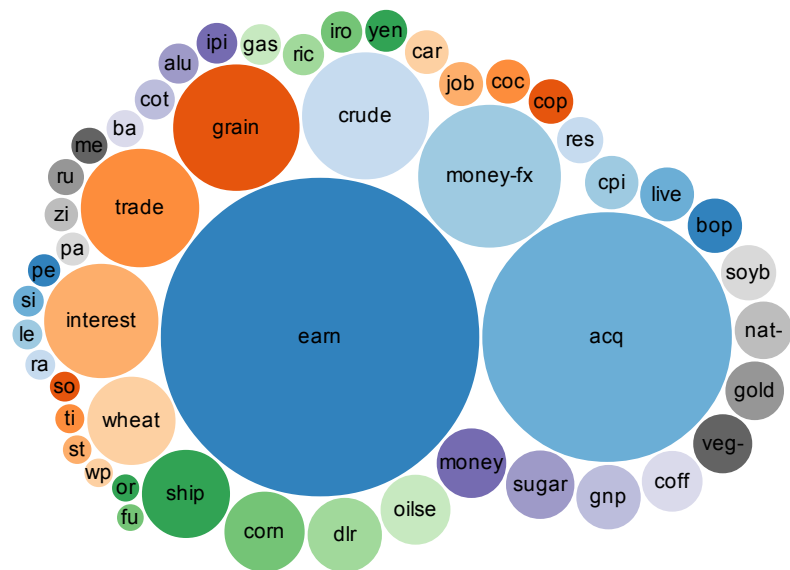 yen
iro
ipi
gas
car
ric
alu
job
coc
cot
cop
crude
grain
ba
res
me
money-fx
ru
cpi
live
trade
zi
bop
pa
pe
soyb
si
interest
le
earn
acq
nat-
ra
so
gold
ti
wheat
veg-
st
money
wp
coff
sugar
or
ship
gnp
oilse
fu
corn
dlr